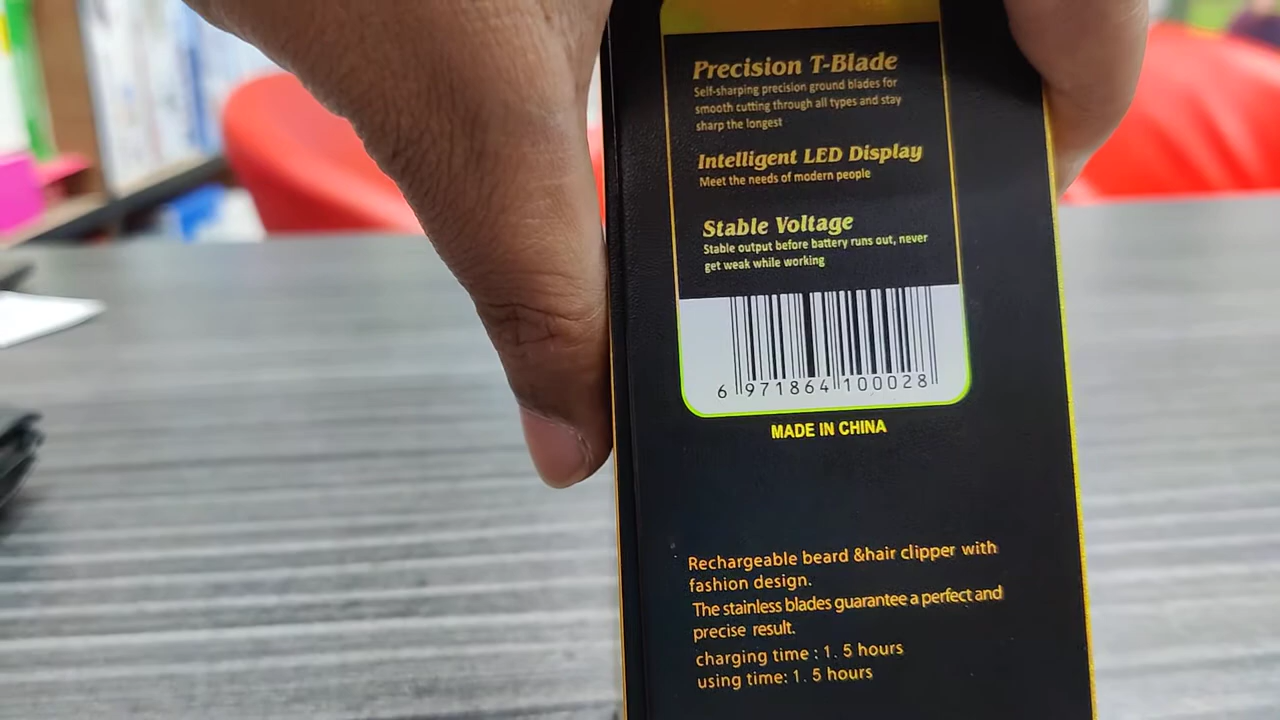 Precision T-Blade
Self-sharping precision ground blades for
smooth cutting through all types and stay
sharp the longest
Intelligent LED Display
Meet the needs of modern people
Stable Voltage
Stable output before battery runs out, never
get weak while working
6 971864 100028
MADE IN CHINA
Rechargeable beard &hair clipper with
fashion design.
The stainless blades guarantee a perfect and
precise result.
charging time : 1. 5 hours
using time: 1. 5 hours